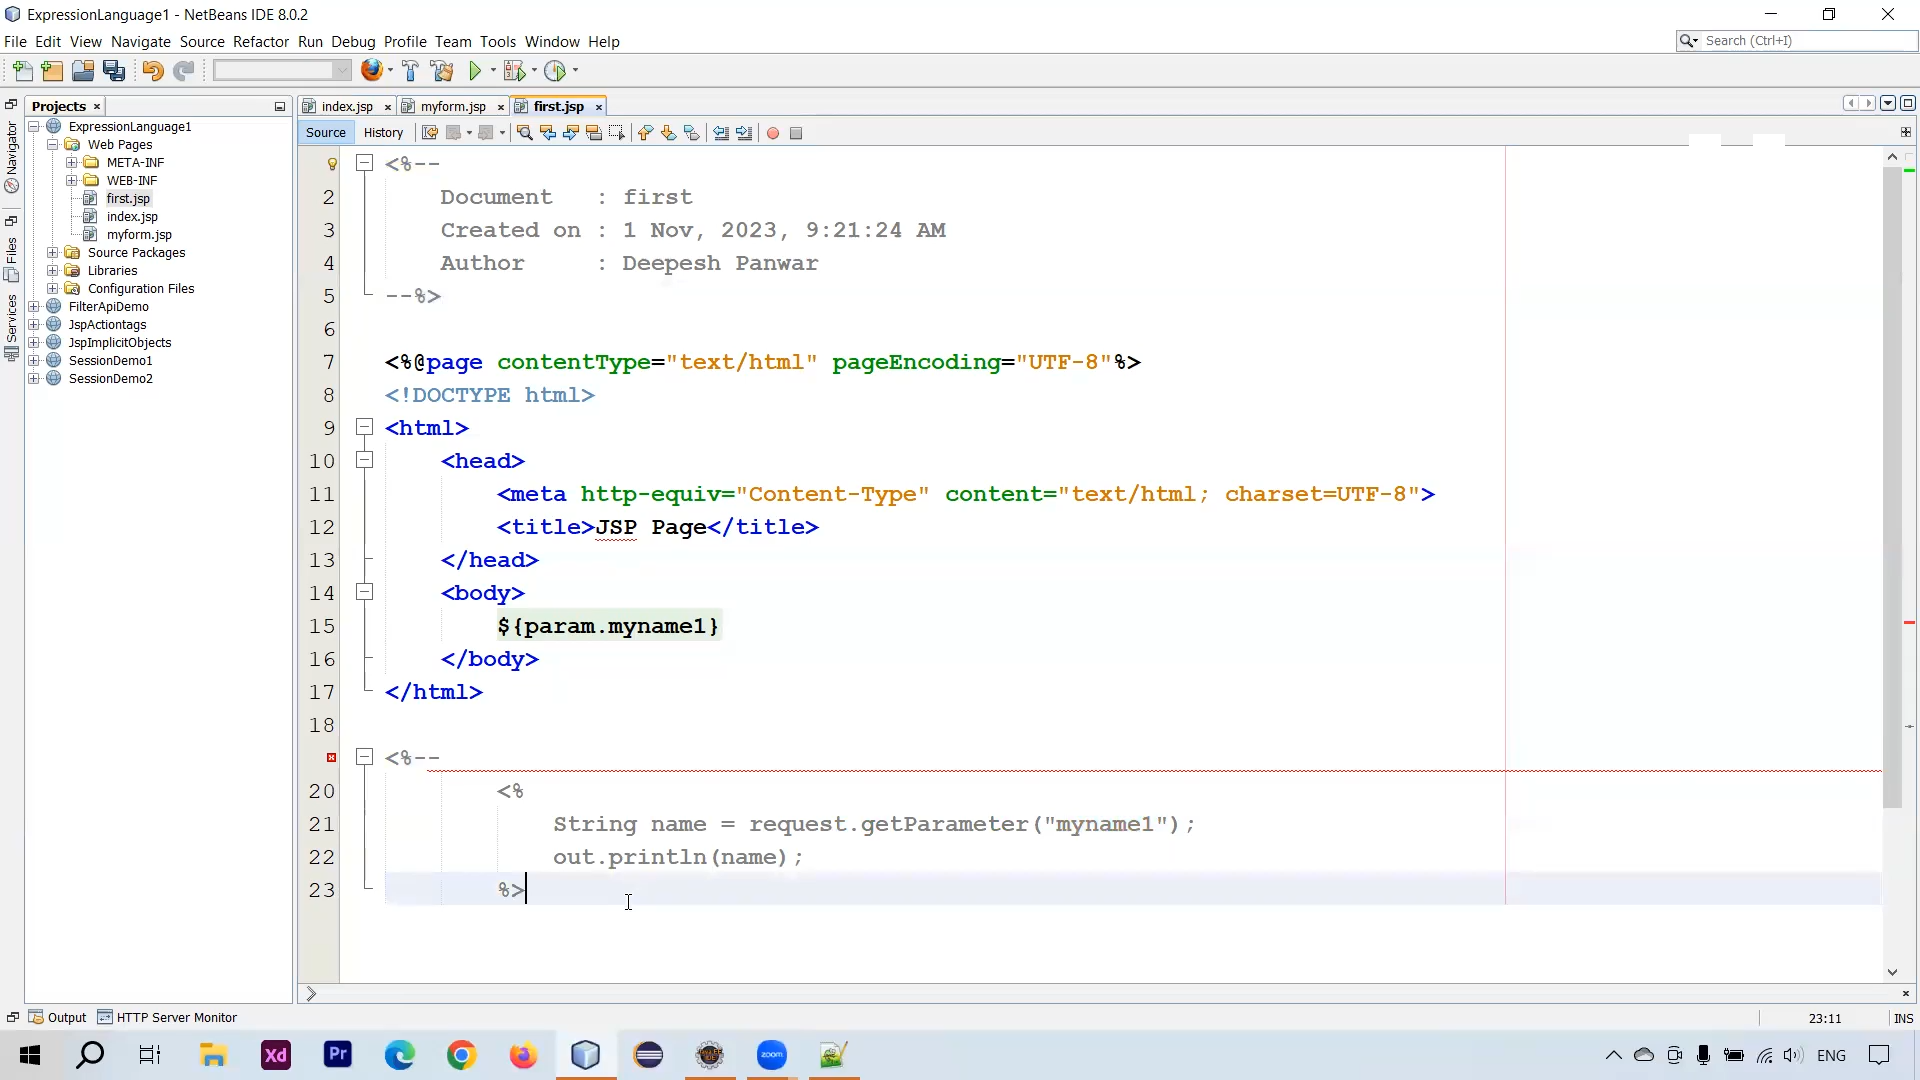 ExpressionLanguage1 - NetBeans IDE 8.0.2
File Edit View Navigate Source Refactor Run Debug Profile Team Tools Window Help
Search (Ctrl+I)
Projects
index.jsp myform.jsp first.jsp
Source History
Navigator
Files
Services
ExpressionLanguage1
Web Pages
META-INF
WEB-INF
first.jsp
index.jsp
myform.jsp
Source Packages
Libraries
Configuration Files
FilterApiDemo
JspActiontags
JspImplicitObjects
SessionDemo1
SessionDemo2
<%--
2 Document : first
3 Created on : 1 Nov, 2023, 9:21:24 AM
4 Author : Deepesh Panwar
5 --%>
6
7 <%@page contentType="text/html" pageEncoding="UTF-8"%>
8 <!DOCTYPE html>
9 <html>
10 <head>
11 <meta http-equiv="Content-Type" content="text/html; charset=UTF-8">
12 <title>JSP Page</title>
13 </head>
14 <body>
15 ${param.myname1}
16 </body>
17 </html>
18
<%--
20 <%
21 String name = request.getParameter("myname1");
22 out.println(name);
23 %>
Output HTTP Server Monitor
23:11 INS
Xd Pr zoom
ENG